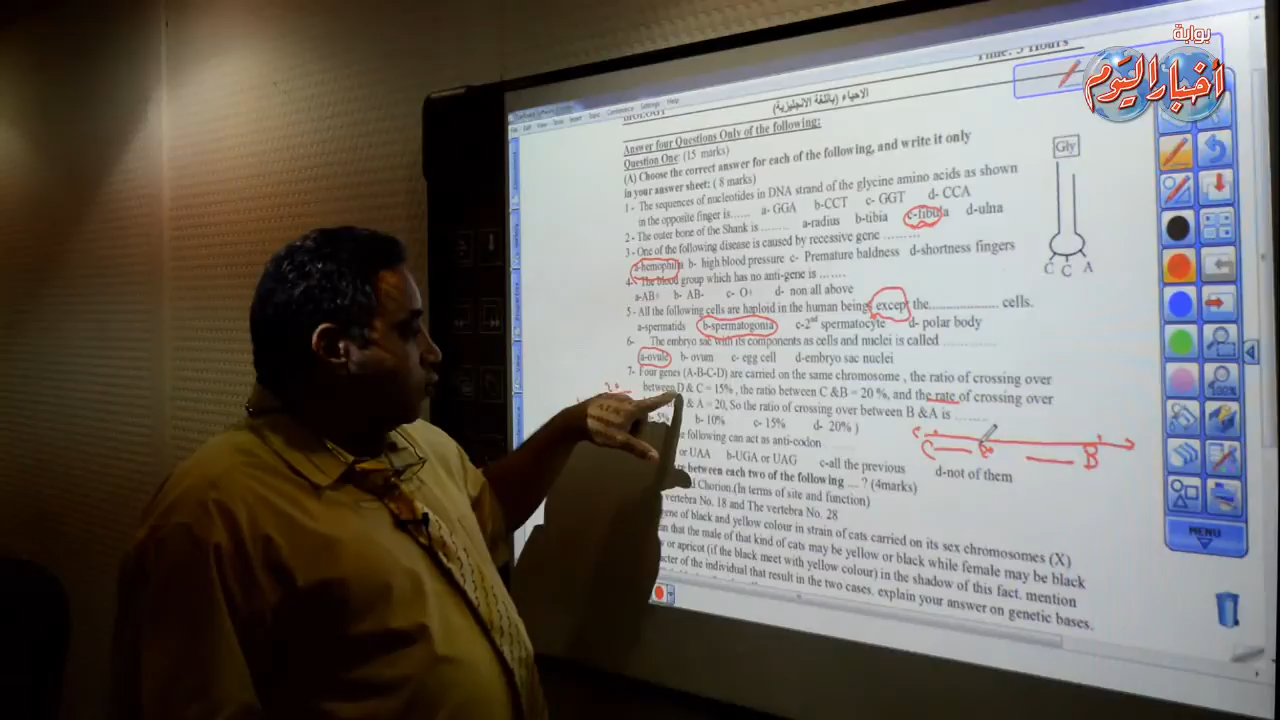 بوابة
أخبار اليوم
Time: 3 Hours
BIOLOGY
الاحياء (باللغة الانجليزية)
Answer four Questions Only of the following:
Question One: (15 marks)
(A) Choose the correct answer for each of the following, and write it only
in your answer sheet: ( 8 marks)
1- The sequences of nucleotides in DNA strand of the glycine amino acids as shown
in the opposite finger is...... a- GGA b-CCT c- GGT d- CCA
2- The outer bone of the Shank is ........ a-radius b-tibia c-fibula d-ulna
3- One of the following disease is caused by recessive gene ..........
a-hemophilia b- high blood pressure c- Premature baldness d-shortness fingers
4- The blood group which has no anti-gene is .......
a-AB+ b- AB- c- O+ d- non all above
5- All the following cells are haploid in the human being except the.................... cells.
a-spermatids b-spermatogonia c-2nd spermatocyte d- polar body
6- The embryo sac with its components as cells and nuclei is called ..............
a-ovule b- ovum c- egg cell d-embryo sac nuclei
7- Four genes (A-B-C-D) are carried on the same chromosome , the ratio of crossing over
between D & C = 15%, the ratio between C &B = 20 %, and the rate of crossing over
& A = 20, So the ratio of crossing over between B &A is ........
5% b- 10% c- 15% d- 20% )
the following can act as anti-codon
or UAA b-UGA or UAG c-all the previous d-not of them
between each two of the following ... ? (4marks)
Chorion.(In terms of site and function)
vertebra No. 18 and The vertebra No. 28
gene of black and yellow colour in strain of cats carried on its sex chromosomes (X)
that the male of that kind of cats may be yellow or black while female may be black
or apricot (if the black meet with yellow colour) in the shadow of this fact, mention
of the individual that result in the two cases, explain your answer on genetic bases.
Gly
C C A
C B
20
100%
MENU